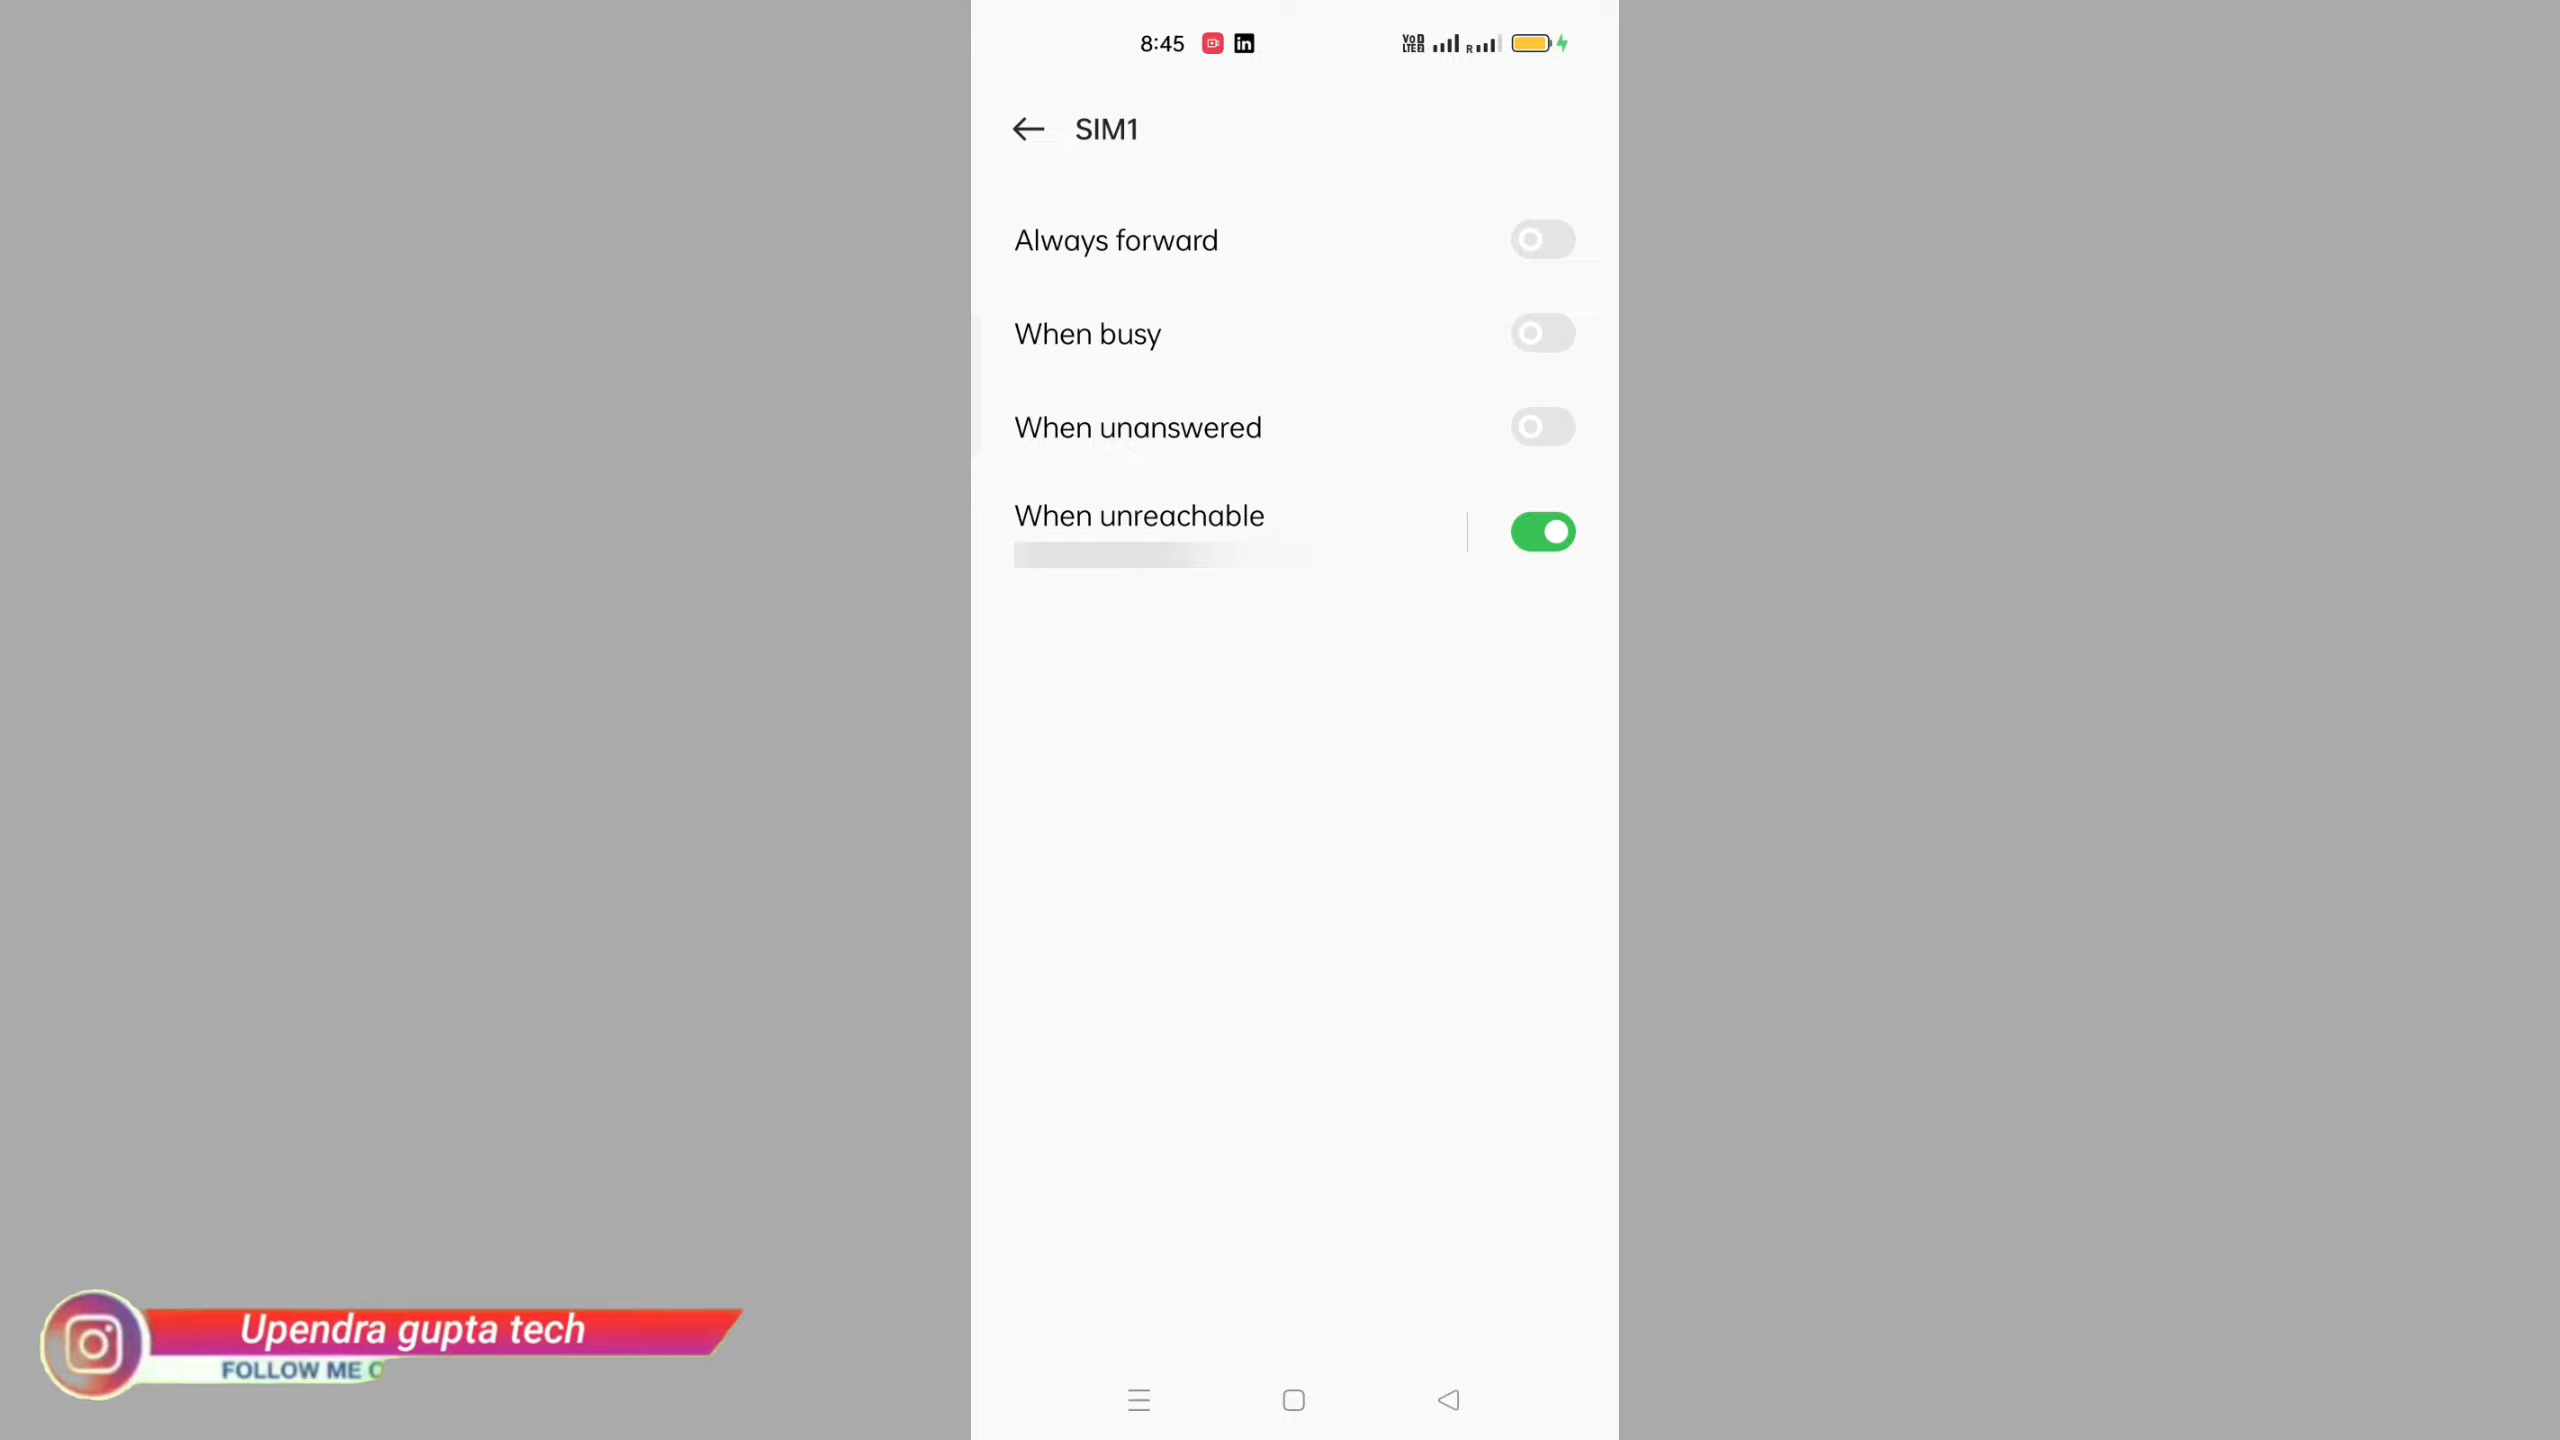 8:45
SIM1
Always forward
When busy
When unanswered
When unreachable
Upendra gupta tech
FOLLOW ME